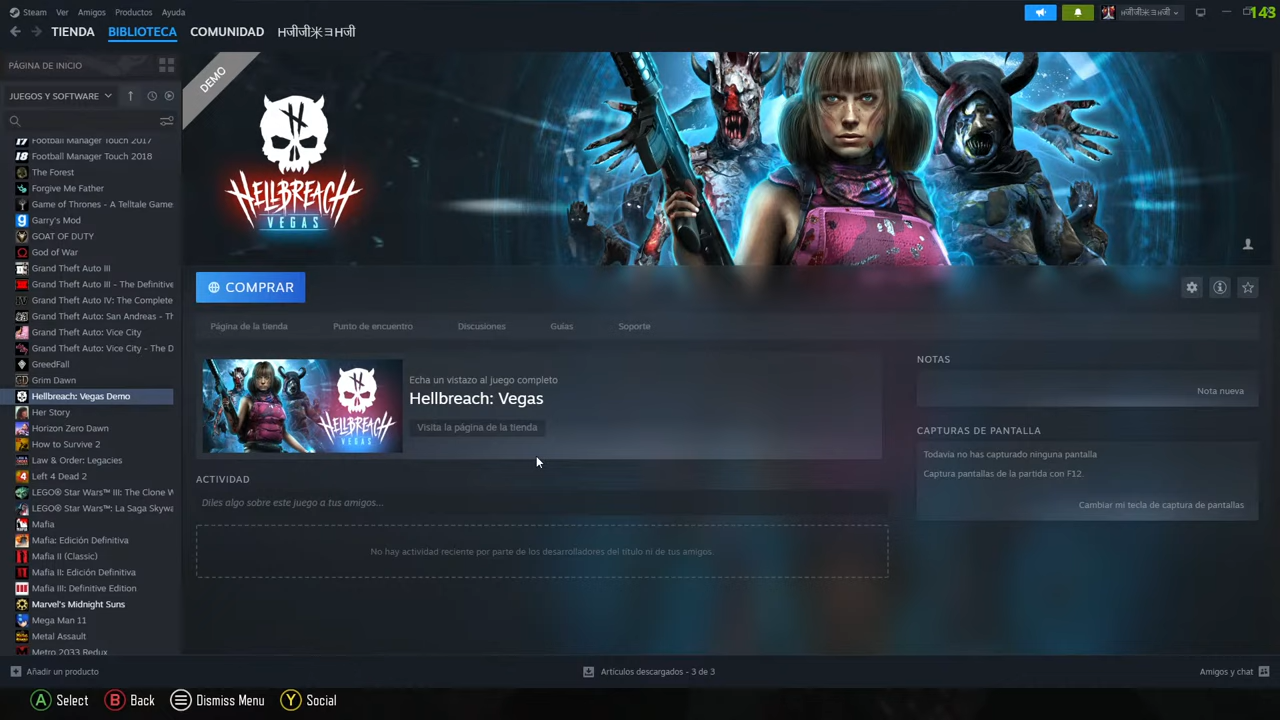 Steam Ver Amigos Productos Ayuda
143
TIENDA BIBLIOTECA COMUNIDAD
PÁGINA DE INICIO
JUEGOS Y SOFTWARE
Football Manager Touch 2017
Football Manager Touch 2018
The Forest
Forgive Me Father
Game of Thrones - A Telltale Game
Garry's Mod
GOAT OF DUTY
God of War
Grand Theft Auto III
Grand Theft Auto III - The Definitive
Grand Theft Auto IV: The Complete
Grand Theft Auto: San Andreas - Th
Grand Theft Auto: Vice City
Grand Theft Auto: Vice City - The D
GreedFall
Grim Dawn
Hellbreach: Vegas Demo
Her Story
Horizon Zero Dawn
How to Survive 2
Law & Order: Legacies
Left 4 Dead 2
LEGO® Star Wars™ III: The Clone W
LEGO® Star Wars™: La Saga Skywa
Mafia
Mafia: Edición Definitiva
Mafia II (Classic)
Mafia II: Edición Definitiva
Mafia III: Definitive Edition
Marvel's Midnight Suns
Mega Man 11
Metal Assault
Metro 2033 Redux
Añadir un producto
DEMO
HELLBREACH
VEGAS
COMPRAR
Página de la tienda Punto de encuentro Discusiones Guías Soporte
HELLBREACH
VEGAS
Echa un vistazo al juego completo
Hellbreach: Vegas
Visita la página de la tienda
ACTIVIDAD
Diles algo sobre este juego a tus amigos...
No hay actividad reciente por parte de los desarrolladores del título ni de tus amigos.
NOTAS
Nota nueva
CAPTURAS DE PANTALLA
Todavía no has capturado ninguna pantalla
Captura pantallas de la partida con F12.
Cambiar mi tecla de captura de pantallas
Artículos descargados - 3 de 3
Amigos y chat
A Select B Back Dismiss Menu Y Social